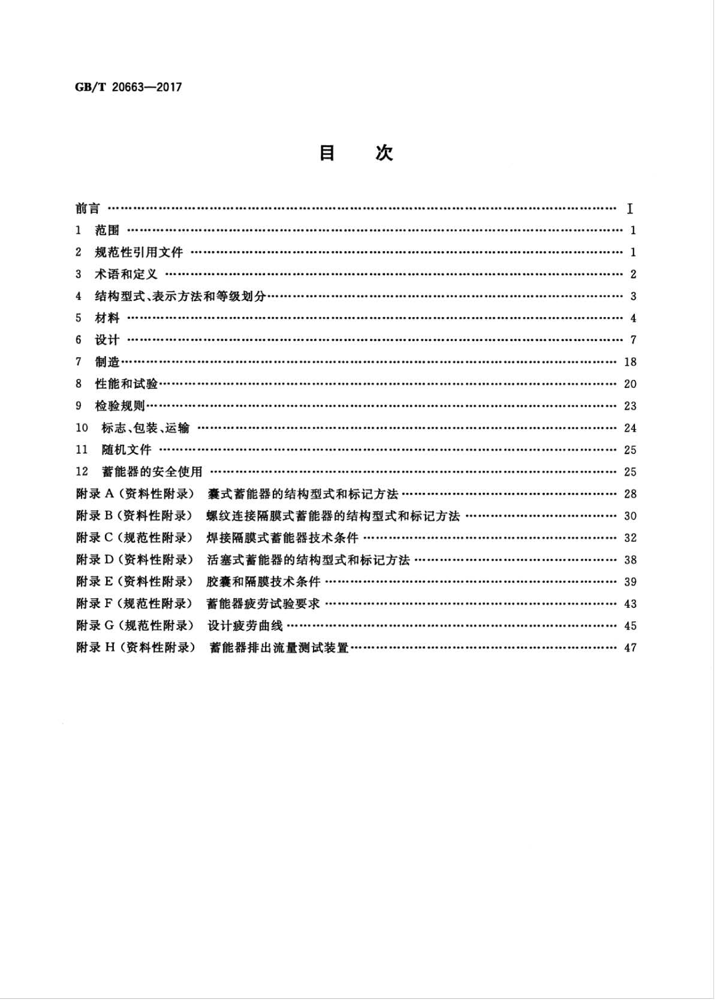 GB/T 20663—2017
目 次
前言 …………………………………………………………………… Ⅰ
1 范围 …………………………………………………………………… 1
2 规范性引用文件 …………………………………………………………………… 1
3 术语和定义 …………………………………………………………………… 2
4 结构型式、表示方法和等级划分 …………………………………………………………………… 3
5 材料 …………………………………………………………………… 4
6 设计 …………………………………………………………………… 7
7 制造 …………………………………………………………………… 18
8 性能和试验 …………………………………………………………………… 20
9 检验规则 …………………………………………………………………… 23
10 标志、包装、运输 …………………………………………………………………… 24
11 随机文件 …………………………………………………………………… 25
12 蓄能器的安全使用 …………………………………………………………………… 25
附录 A(资料性附录) 囊式蓄能器的结构型式和标记方法 ………………………………………… 28
附录 B(资料性附录) 螺纹连接隔膜式蓄能器的结构型式和标记方法 ………………………………… 30
附录 C(规范性附录) 焊接隔膜式蓄能器技术条件 ………………………………………… 32
附录 D(资料性附录) 活塞式蓄能器的结构型式和标记方法 ………………………………………… 38
附录 E(资料性附录) 胶囊和隔膜技术条件 ………………………………………… 39
附录 F(规范性附录) 蓄能器疲劳试验要求 ………………………………………… 43
附录 G(规范性附录) 设计疲劳曲线 ………………………………………… 45
附录 H(资料性附录) 蓄能器排出流量测试装置 ………………………………………… 47